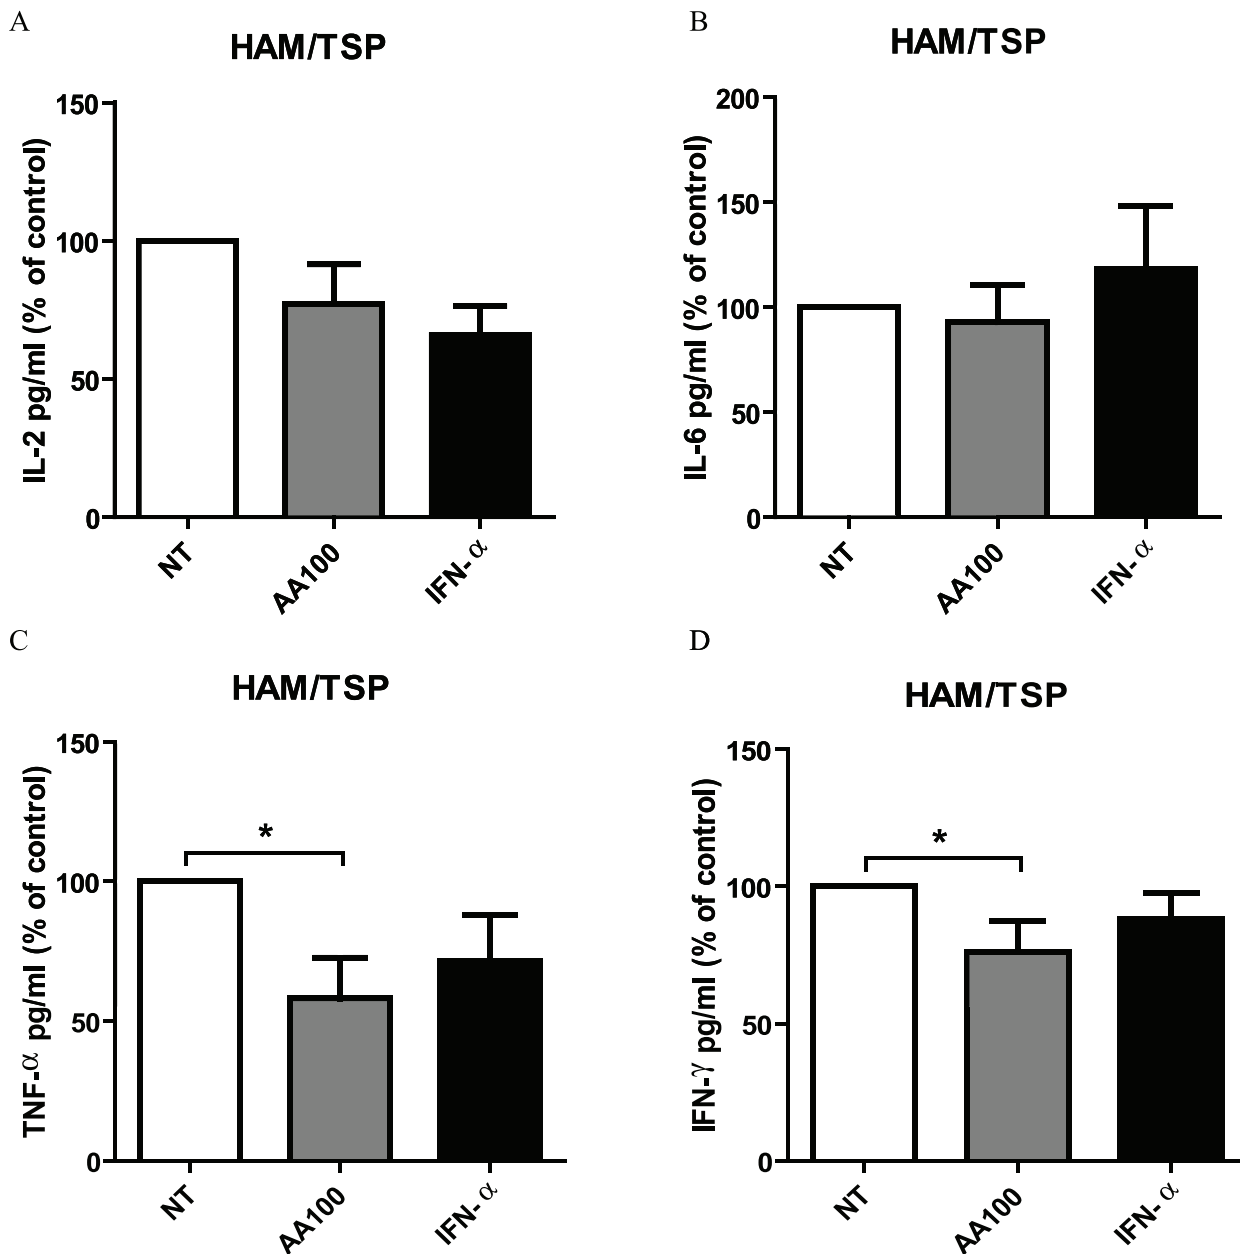 A
HAM/TSP
IL-2 pg/ml (% of control)
150
100
50
0
NT
AA100
IFN-α
B
HAM/TSP
IL-6 pg/ml (% of control)
200
150
100
50
0
NT
AA100
IFN-α
C
HAM/TSP
TNF-α pg/ml (% of control)
150
100
50
0
*
NT
AA100
IFN-α
D
HAM/TSP
IFN-γ pg/ml (% of control)
150
100
50
0
*
NT
AA100
IFN-α